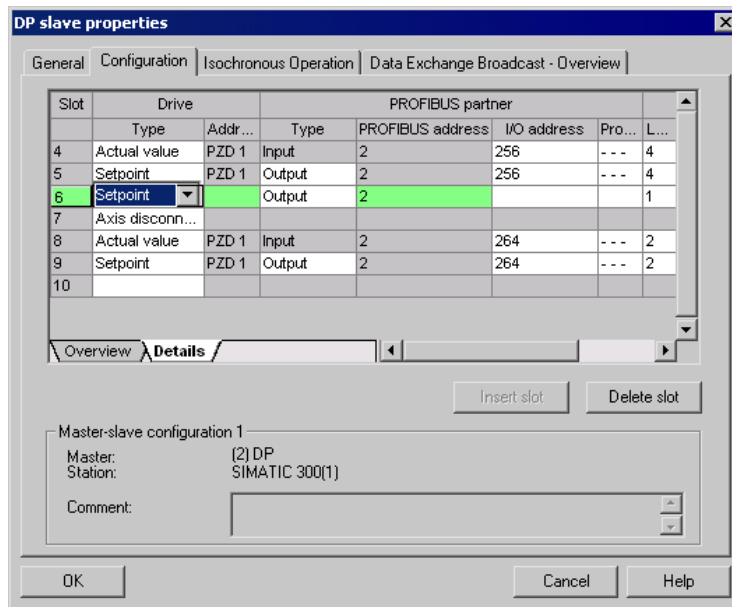 DP slave properties
General Configuration Isochronous Operation Data Exchange Broadcast - Overview
Slot Drive PROFIBUS partner
Type Addr... Type PROFIBUS address I/O address Pro... L...
4 Actual value PZD 1 Input 2 256 - - - 4
5 Setpoint PZD 1 Output 2 256 - - - 4
6 Setpoint Output 2 1
7 Axis disconn...
8 Actual value PZD 1 Input 2 264 - - - 2
9 Setpoint PZD 1 Output 2 264 - - - 2
10
Overview Details
Insert slot Delete slot
Master-slave configuration 1
Master: (2) DP
Station: SIMATIC 300(1)
Comment:
OK Cancel Help